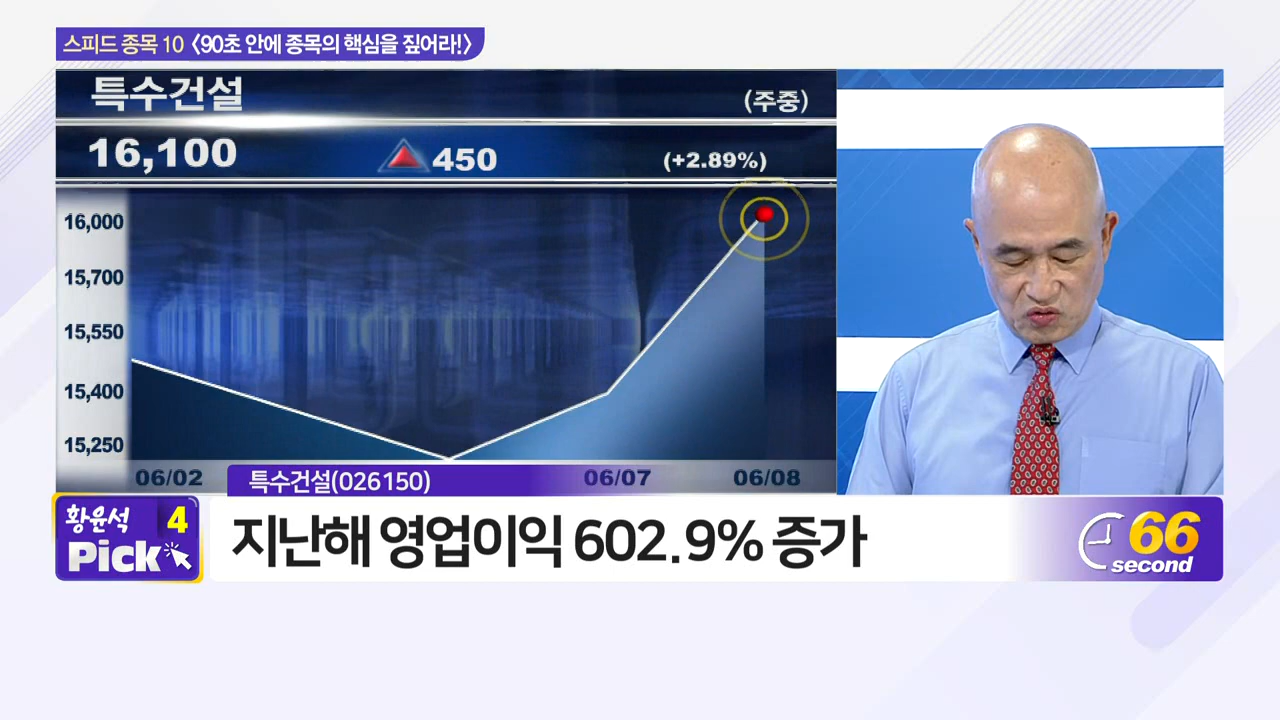 스피드 종목 10 〈90초 안에 종목의 핵심을 짚어라!〉
특수건설 (주중)
16,100 ▲ 450 (+2.89%)
16,000
15,700
15,550
15,400
15,250
06/02 06/07 06/08
특수건설(026150)
황윤석 4
Pick
지난해 영업이익 602.9% 증가
66
second